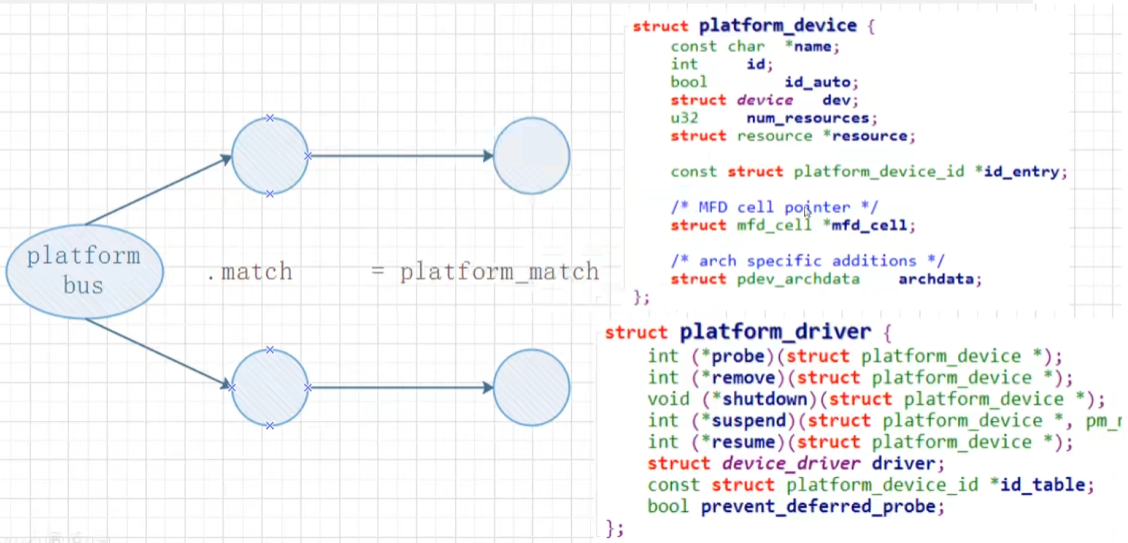 platform
bus
.match = platform_match
struct platform_device {
const char *name;
int id;
bool id_auto;
struct device dev;
u32 num_resources;
struct resource *resource;
const struct platform_device_id *id_entry;
/* MFD cell pointer */
struct mfd_cell *mfd_cell;
/* arch specific additions */
struct pdev_archdata archdata;
};
struct platform_driver {
int (*probe)(struct platform_device *);
int (*remove)(struct platform_device *);
void (*shutdown)(struct platform_device *);
int (*suspend)(struct platform_device *, pm_
int (*resume)(struct platform_device *);
struct device_driver driver;
const struct platform_device_id *id_table;
bool prevent_deferred_probe;
};